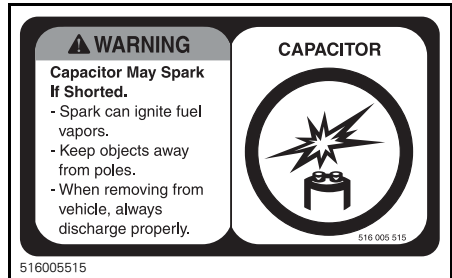 WARNING
Capacitor May Spark
If Shorted.
- Spark can ignite fuel
vapors.
- Keep objects away
from poles.
- When removing from
vehicle, always
discharge properly.
CAPACITOR
516 005 515
516005515